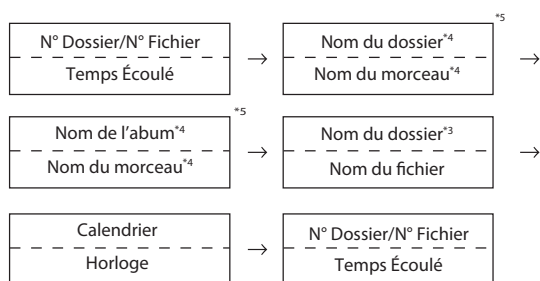 N° Dossier/N° Fichier
Temps Écoulé
→
Nom du dossier*4
Nom du morceau*4
*5
→
Nom de l'abum*4
Nom du morceau*4
*5
→
Nom du dossier*3
Nom du fichier
→
Calendrier
Horloge
→
N° Dossier/N° Fichier
Temps Écoulé